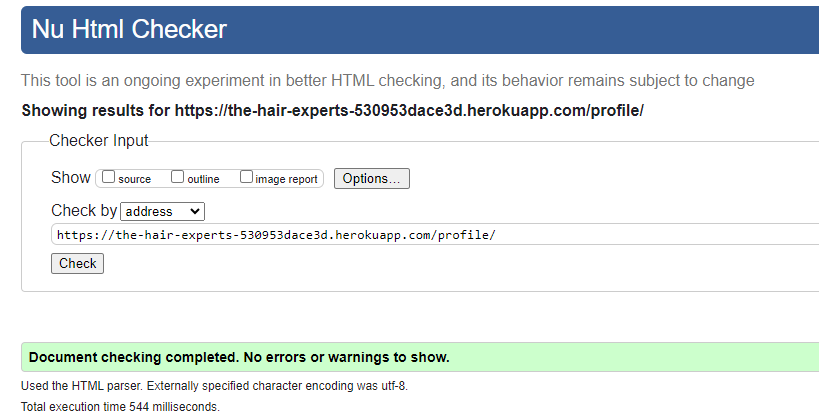 Nu Html Checker
This tool is an ongoing experiment in better HTML checking, and its behavior remains subject to change
Showing results for https://the-hair-experts-530953dace3d.herokuapp.com/profile/
Checker Input
Show source outline image report Options...
Check by address
https://the-hair-experts-530953dace3d.herokuapp.com/profile/
Check
Document checking completed. No errors or warnings to show.
Used the HTML parser. Externally specified character encoding was utf-8.
Total execution time 544 milliseconds.